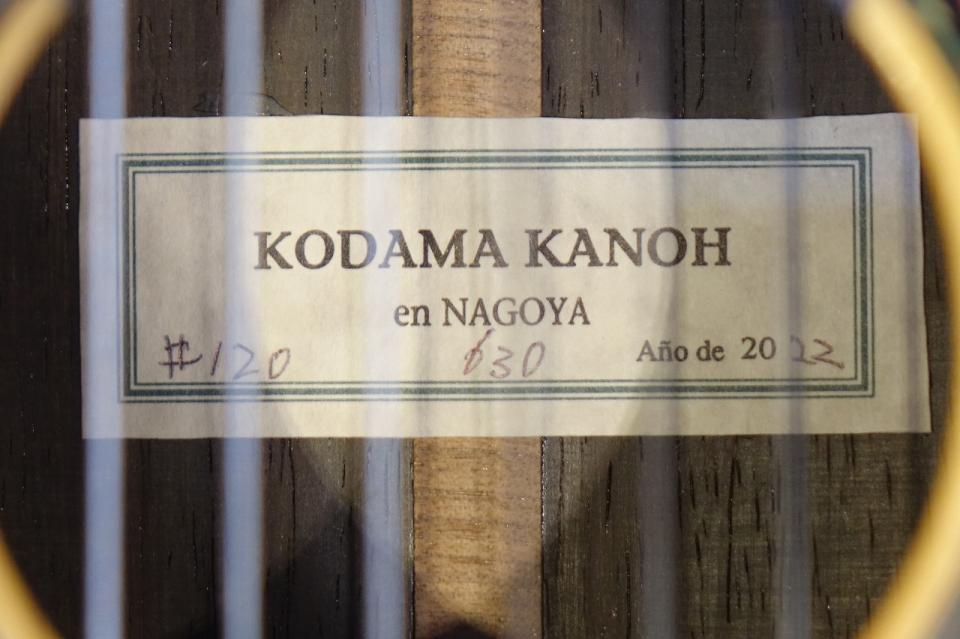 KODAMA KANOH
en NAGOYA
#120 630 Año de 2022